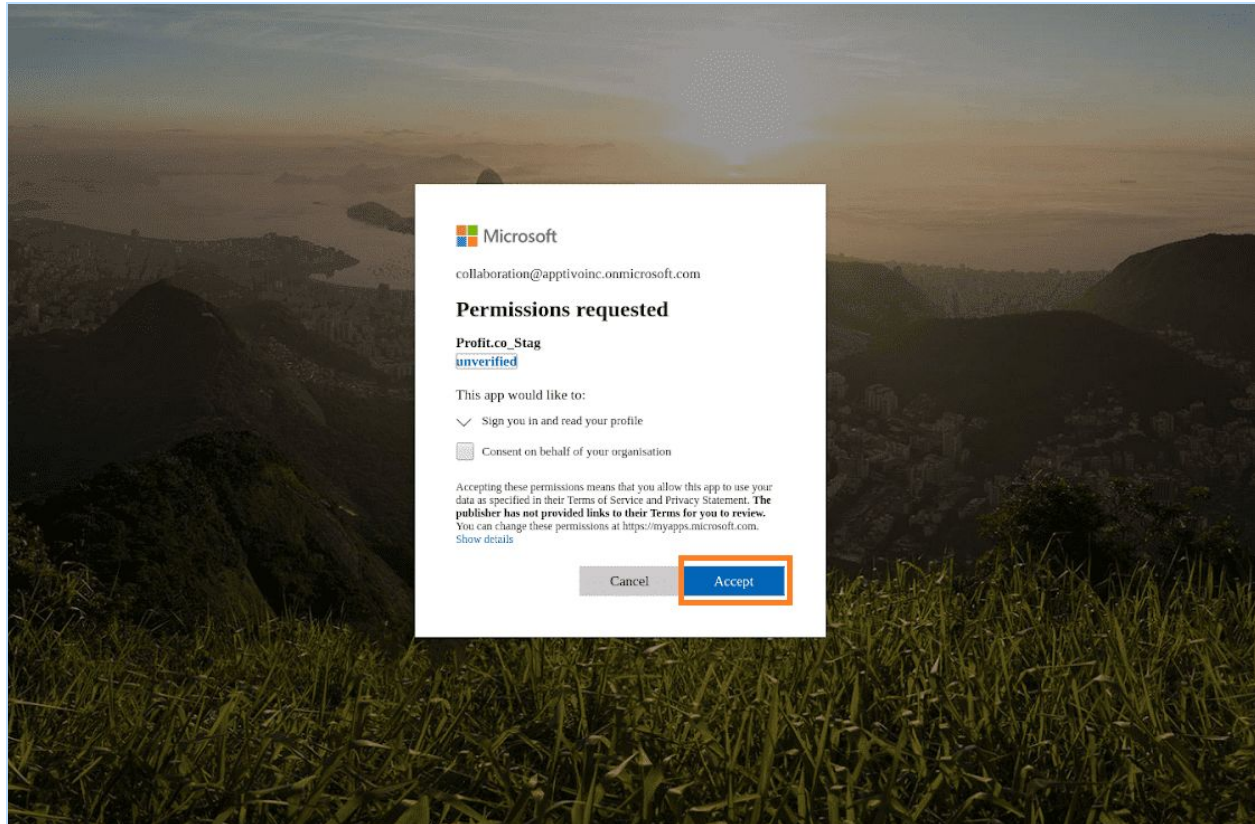 Microsoft
collaboration@apptivoinc.onmicrosoft.com
Permissions requested
Profit.co_Stag
unverified
This app would like to:
Sign you in and read your profile
Consent on behalf of your organisation
Accepting these permissions means that you allow this app to use your
data as specified in their Terms of Service and Privacy Statement. The
publisher has not provided links to their Terms for you to review.
You can change these permissions at https://myapps.microsoft.com.
Show details
Cancel Accept